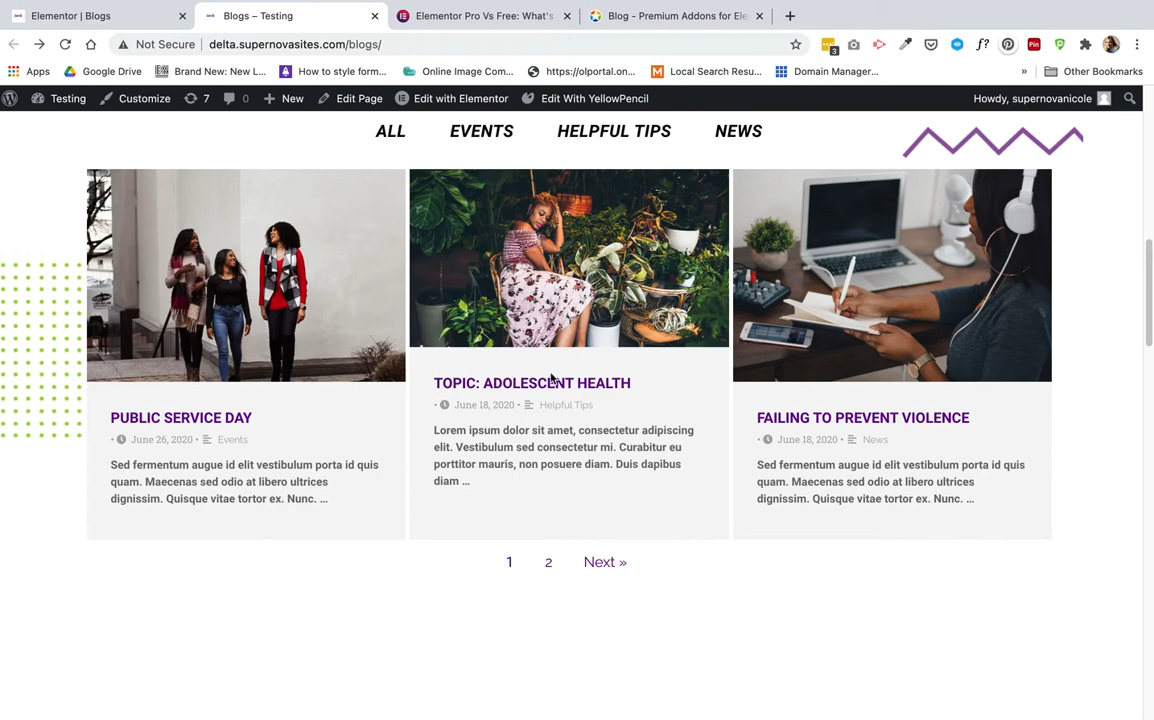 Elementor | Blogs
Blogs – Testing
Elementor Pro Vs Free: What's
Blog - Premium Addons for Ele
Not Secure
delta.supernovasites.com/blogs/
3
f?
Pin
Apps
Google Drive
Brand New: New L...
How to style form...
Online Image Com...
https://olportal.on...
Local Search Resu...
Domain Manager...
»
Other Bookmarks
Testing
Customize
7
0
New
Edit Page
Edit with Elementor
Edit With YellowPencil
Howdy, supernovanicole
ALL
EVENTS
HELPFUL TIPS
NEWS
PUBLIC SERVICE DAY
• June 26, 2020 • Events
Sed fermentum augue id elit vestibulum porta id quis
quam. Maecenas sed odio at libero ultrices
dignissim. Quisque vitae tortor ex. Nunc. ...
TOPIC: ADOLESCENT HEALTH
• June 18, 2020 • Helpful Tips
Lorem ipsum dolor sit amet, consectetur adipiscing
elit. Vestibulum sed consectetur mi. Curabitur eu
porttitor mauris, non posuere diam. Duis dapibus
diam ...
FAILING TO PREVENT VIOLENCE
• June 18, 2020 • News
Sed fermentum augue id elit vestibulum porta id quis
quam. Maecenas sed odio at libero ultrices
dignissim. Quisque vitae tortor ex. Nunc. ...
1
2
Next »